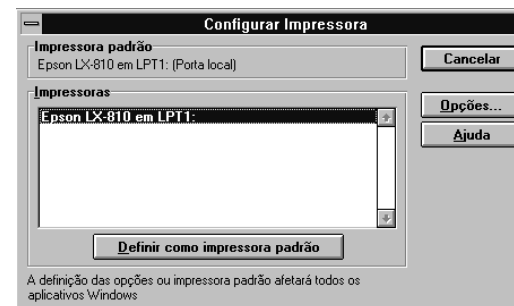 Configurar Impressora
Impressora padrão
Epson LX-810 em LPT1: (Porta local)
Cancelar
Impressoras
Epson LX-810 em LPT1:
Opções...
Ajuda
Definir como impressora padrão
A definição das opções ou impressora padrão afetará todos os
aplicativos Windows